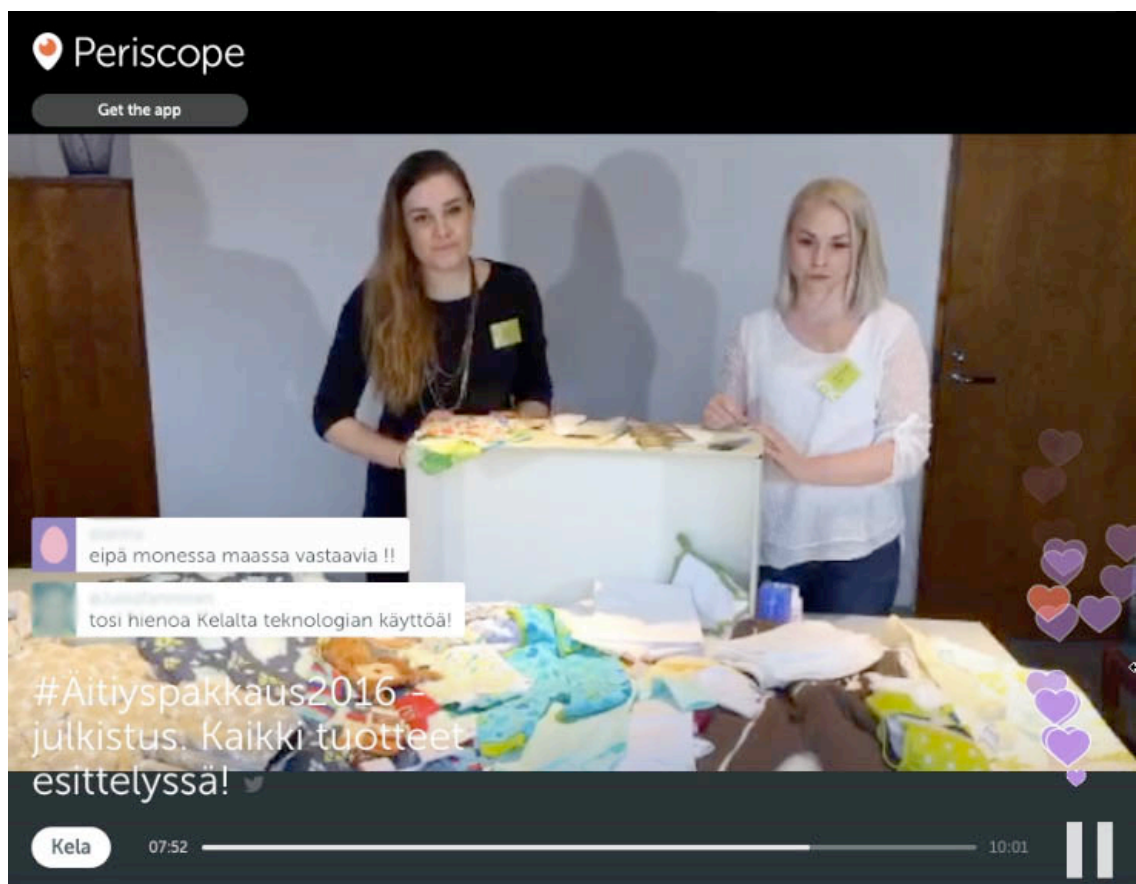 Periscope
Get the app
eipä monessa maassa vastaavia !!
tosi hienoa Kelalta teknologian käyttöä!
#Äitiyspakkaus2016 -
julkistus. Kaikki tuotteet
esittelyssä!
Kela
07:52
10:01